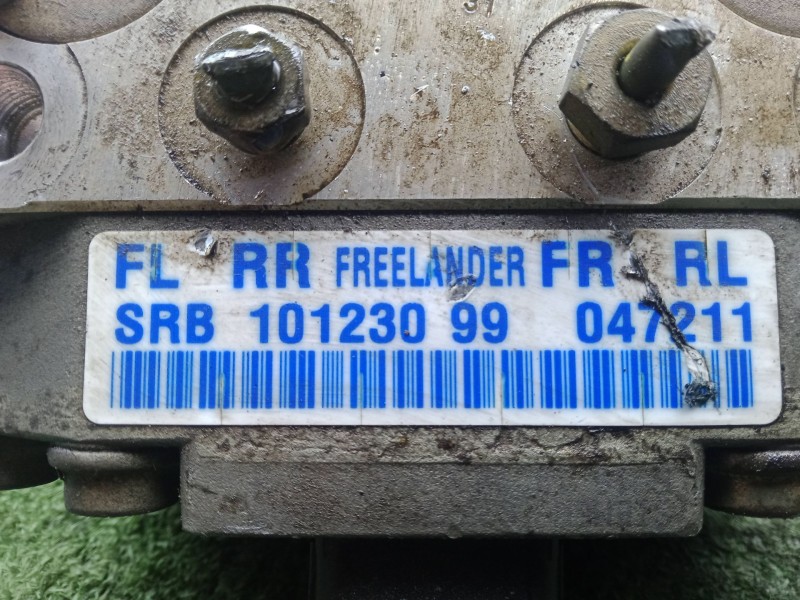 FL RR FREELANDER FR RL
SRB 101230 99 047211